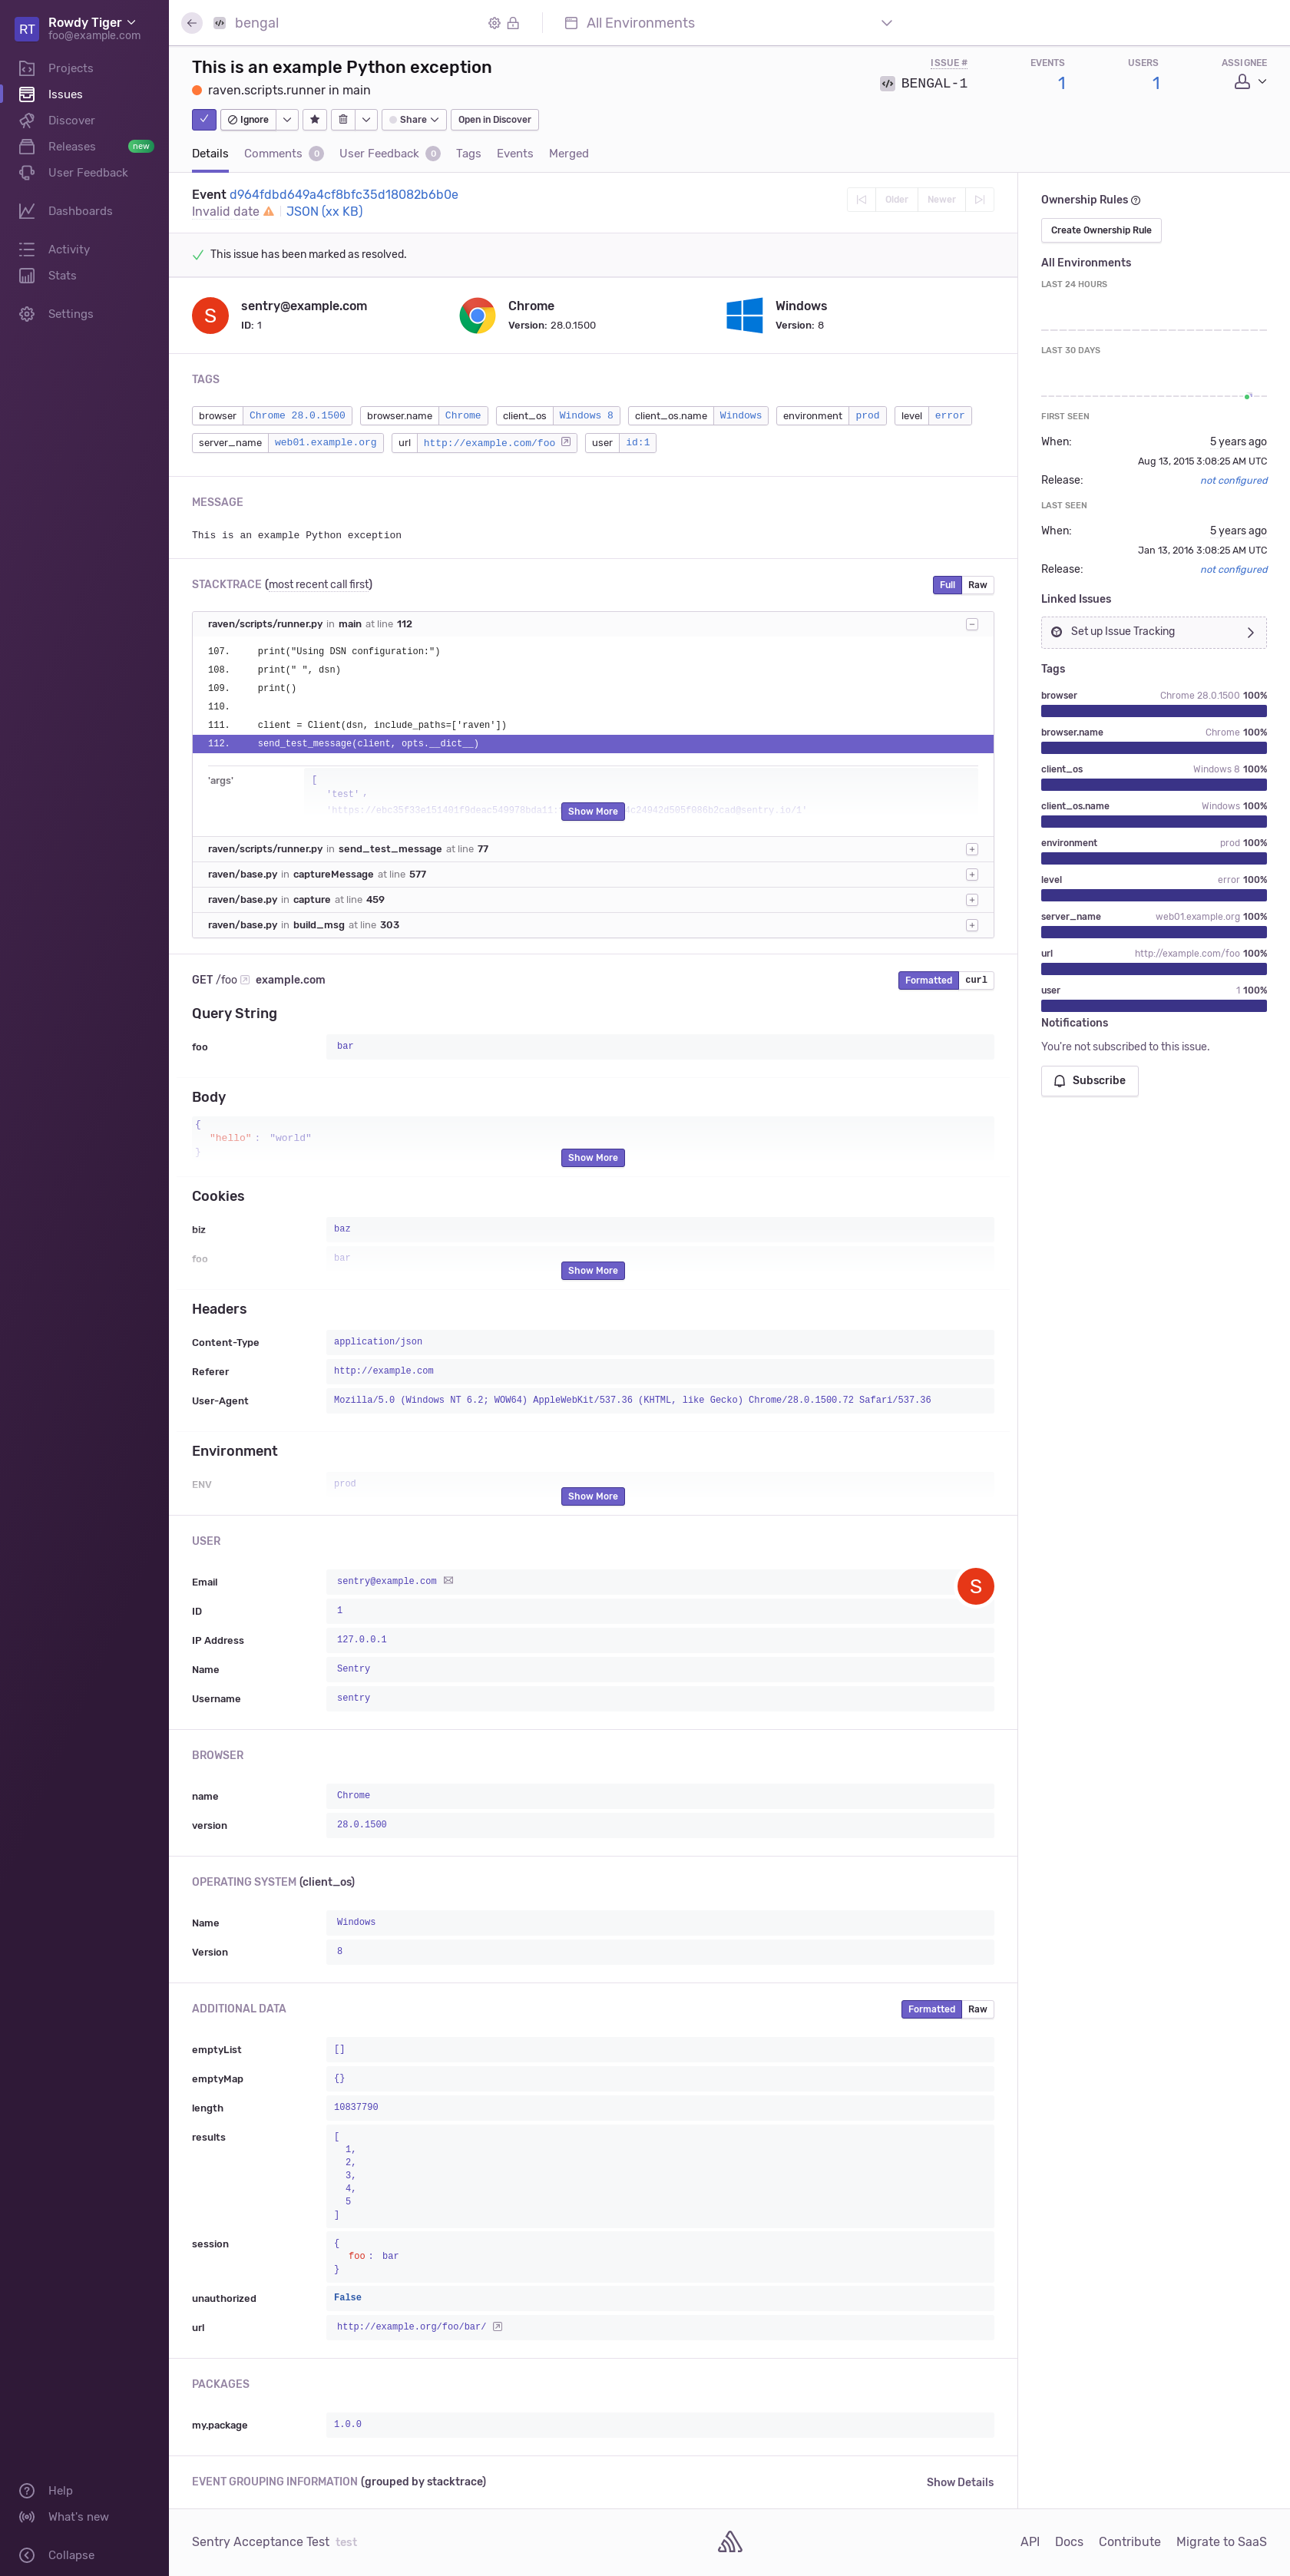 RT
Rowdy Tiger
foo@example.com
Projects
Issues
Discover
Releases new
User Feedback
Dashboards
Activity
Stats
Settings
Help
What's new
Collapse
bengal
All Environments
This is an example Python exception
raven.scripts.runner in main
ISSUE # EVENTS USERS ASSIGNEE
BENGAL-1 1 1
Ignore Share Open in Discover
Details Comments 0 User Feedback 0 Tags Events Merged
Event d964fdbd649a4cf8bfc35d18082b6b0e
Invalid date JSON (xx KB)
Older Newer
This issue has been marked as resolved.
S sentry@example.com
ID: 1
Chrome
Version: 28.0.1500
Windows
Version: 8
TAGS
browser Chrome 28.0.1500 browser.name Chrome client_os Windows 8 client_os.name Windows environment prod level error
server_name web01.example.org url http://example.com/foo user id:1
MESSAGE
This is an example Python exception
STACKTRACE (most recent call first)
Full Raw
raven/scripts/runner.py in main at line 112
107. print("Using DSN configuration:")
108. print(" ", dsn)
109. print()
110.
111. client = Client(dsn, include_paths=['raven'])
112. send_test_message(client, opts.__dict__)
'args' [
'test' ,
Show More
raven/scripts/runner.py in send_test_message at line 77
raven/base.py in captureMessage at line 577
raven/base.py in capture at line 459
raven/base.py in build_msg at line 303
GET /foo example.com
Formatted curl
Query String
foo bar
Body
{
"hello" : "world"
}
Show More
Cookies
biz baz
foo bar
Show More
Headers
Content-Type application/json
Referer http://example.com
User-Agent Mozilla/5.0 (Windows NT 6.2; WOW64) AppleWebKit/537.36 (KHTML, like Gecko) Chrome/28.0.1500.72 Safari/537.36
Environment
ENV prod
Show More
USER
Email sentry@example.com
S
ID 1
IP Address 127.0.0.1
Name Sentry
Username sentry
BROWSER
name Chrome
version 28.0.1500
OPERATING SYSTEM (client_os)
Name Windows
Version 8
ADDITIONAL DATA
Formatted Raw
emptyList []
emptyMap {}
length 10837790
results [
1,
2,
3,
4,
5
]
session {
foo : bar
}
unauthorized False
url http://example.org/foo/bar/
PACKAGES
my.package 1.0.0
EVENT GROUPING INFORMATION (grouped by stacktrace) Show Details
Ownership Rules
Create Ownership Rule
All Environments
LAST 24 HOURS
LAST 30 DAYS
FIRST SEEN
When: 5 years ago
Aug 13, 2015 3:08:25 AM UTC
Release: not configured
LAST SEEN
When: 5 years ago
Jan 13, 2016 3:08:25 AM UTC
Release: not configured
Linked Issues
Set up Issue Tracking
Tags
browser Chrome 28.0.1500 100%
browser.name Chrome 100%
client_os Windows 8 100%
client_os.name Windows 100%
environment prod 100%
level error 100%
server_name web01.example.org 100%
url http://example.com/foo 100%
user 1 100%
Notifications
You're not subscribed to this issue.
Subscribe
Sentry Acceptance Test test
API Docs Contribute Migrate to SaaS